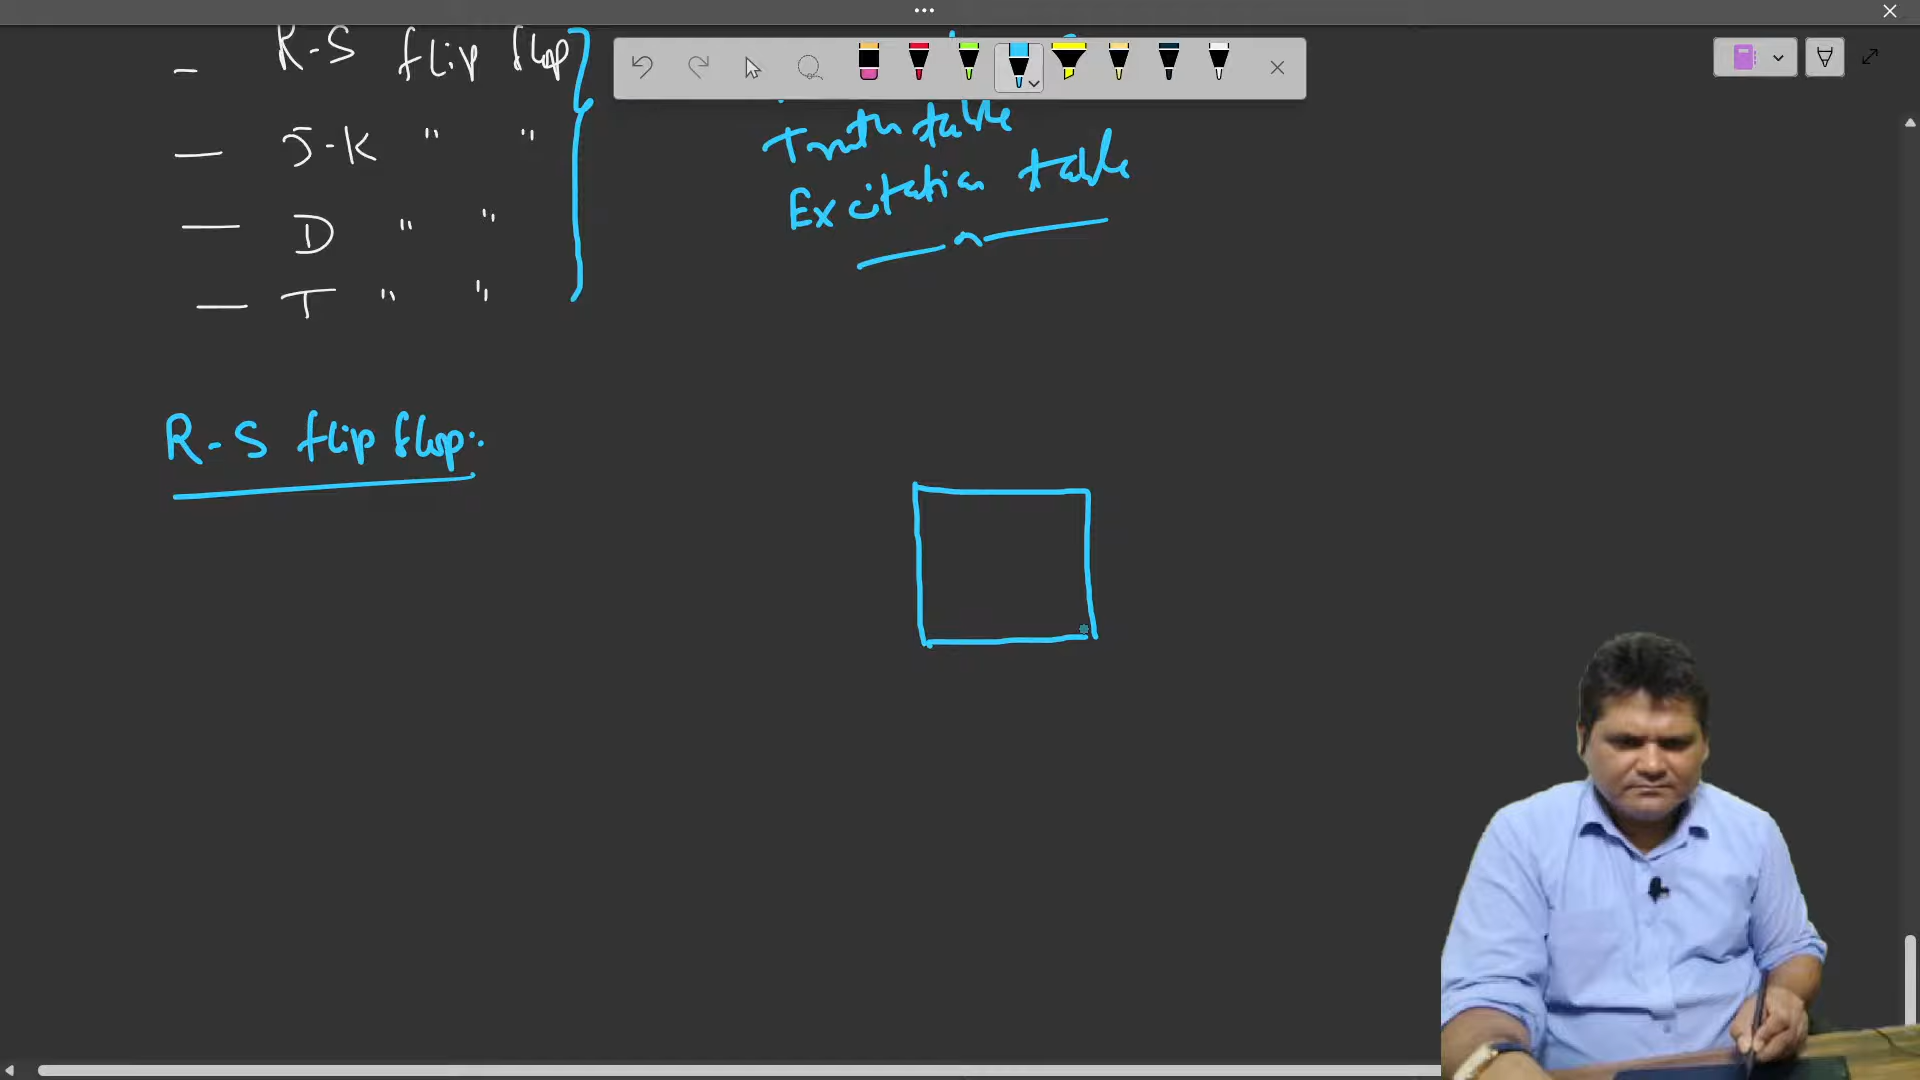 - R-S flip flop
- J-K " "
- D " "
- T " "
Truth table
Excitation table
R-S flip flop: